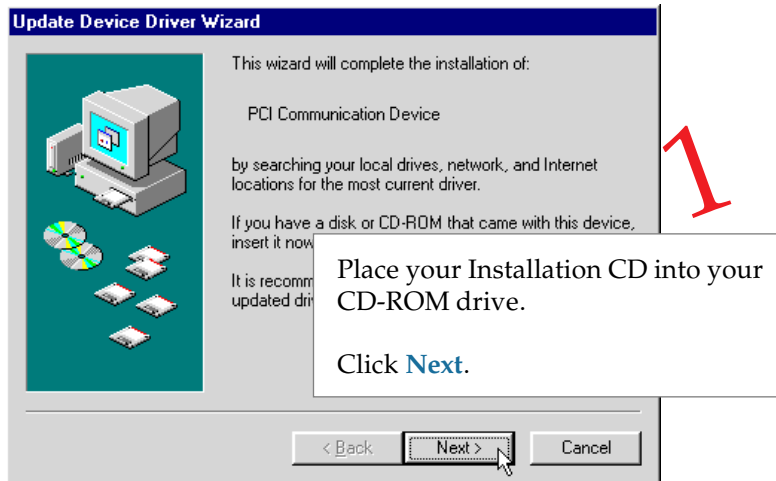 Update Device Driver Wizard
This wizard will complete the installation of:
PCI Communication Device
by searching your local drives, network, and Internet
locations for the most current driver.
If you have a disk or CD-ROM that came with this device,
insert it now
It is
updated
1
Place your Installation CD into your
CD-ROM drive.
Click Next.
< Back
Next >
Cancel